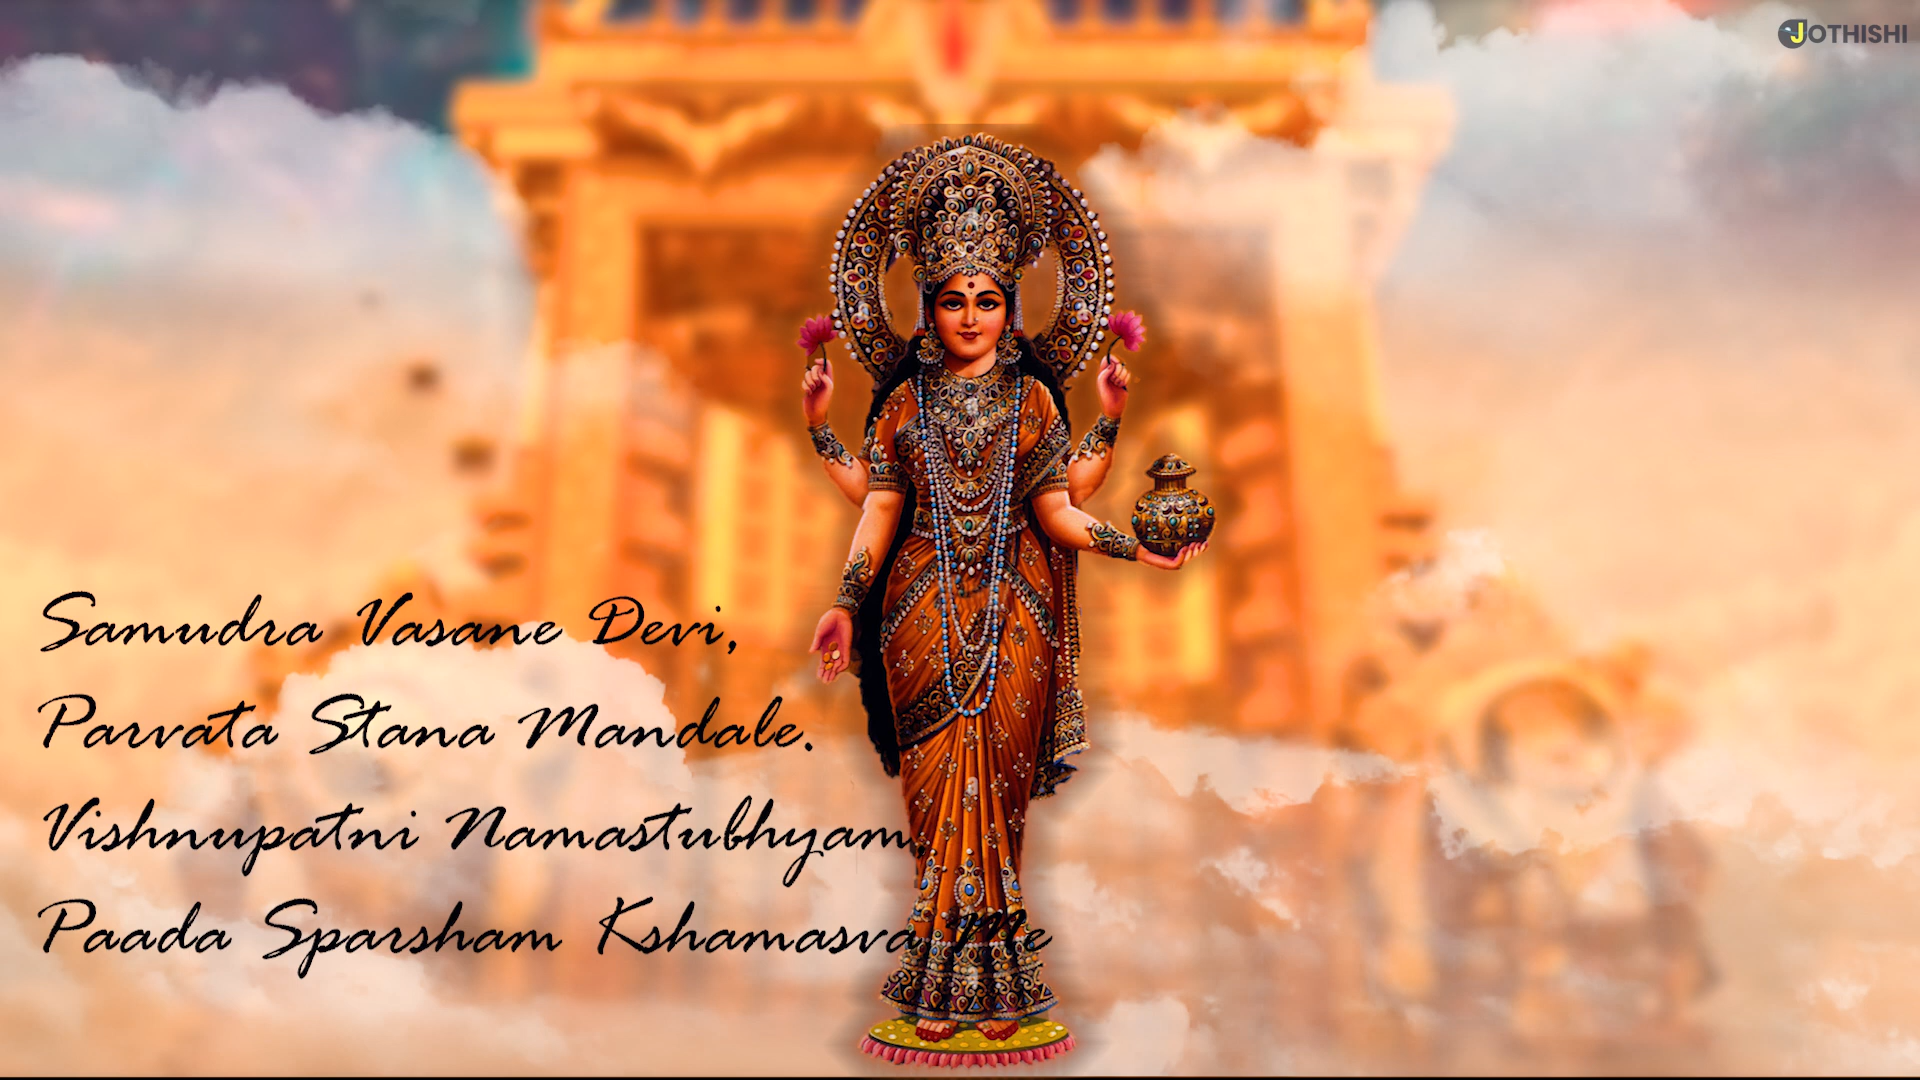 JOTHISHI
Samudra Vasane Devi,
Parvata Stana Mandale.
Vishnupatni Namastubhyam,
Paada Sparsham Kshamasva Me